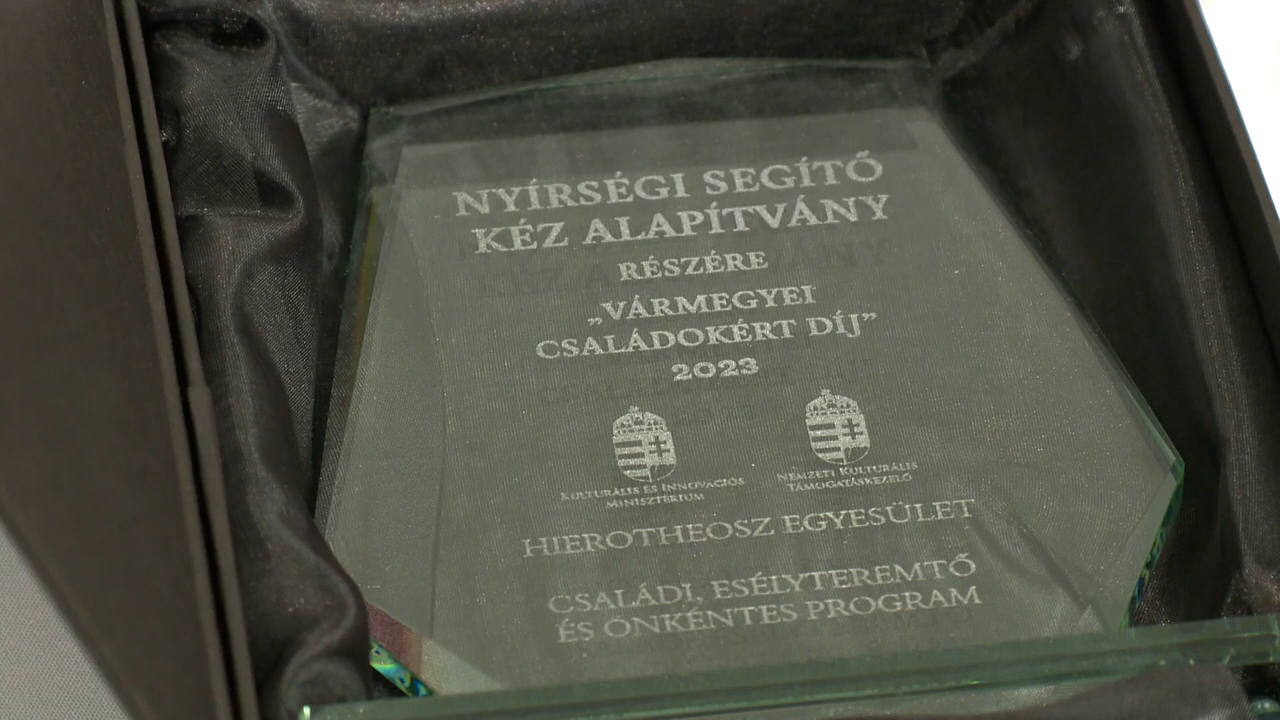 NYÍRSÉGI SEGÍTŐ
KÉZ ALAPÍTVÁNY
RÉSZÉRE
„VÁRMEGYEI
CSALÁDOKÉRT DÍJ”
2023
KULTURÁLIS ÉS INNOVÁCIÓS
MINISZTÉRIUM
NEMZETI KULTURÁLIS
TÁMOGATÁSKEZELŐ
HIEROTHEOSZ EGYESÜLET
CSALÁDI, ESÉLYTEREMTŐ
ÉS ÖNKÉNTES PROGRAM